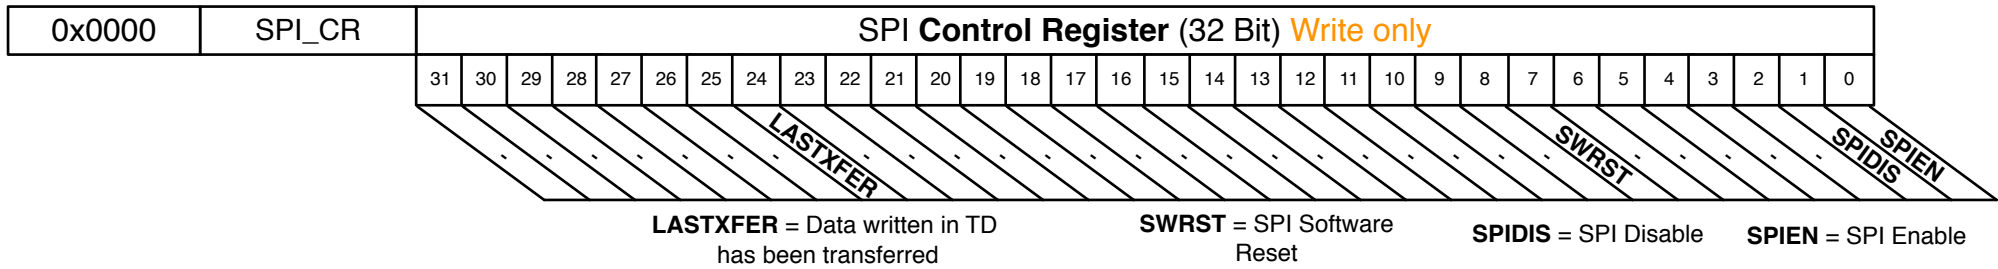 0x0000 SPI_CR SPI Control Register (32 Bit) Write only
31 30 29 28 27 26 25 24 23 22 21 20 19 18 17 16 15 14 13 12 11 10 9 8 7 6 5 4 3 2 1 0
- - - - - - - LASTXFER - - - - - - - - - - - - - - - - SWRST - - - - - SPIDIS SPIEN
LASTXFER = Data written in TD
has been transferred
SWRST = SPI Software
Reset
SPIDIS = SPI Disable
SPIEN = SPI Enable